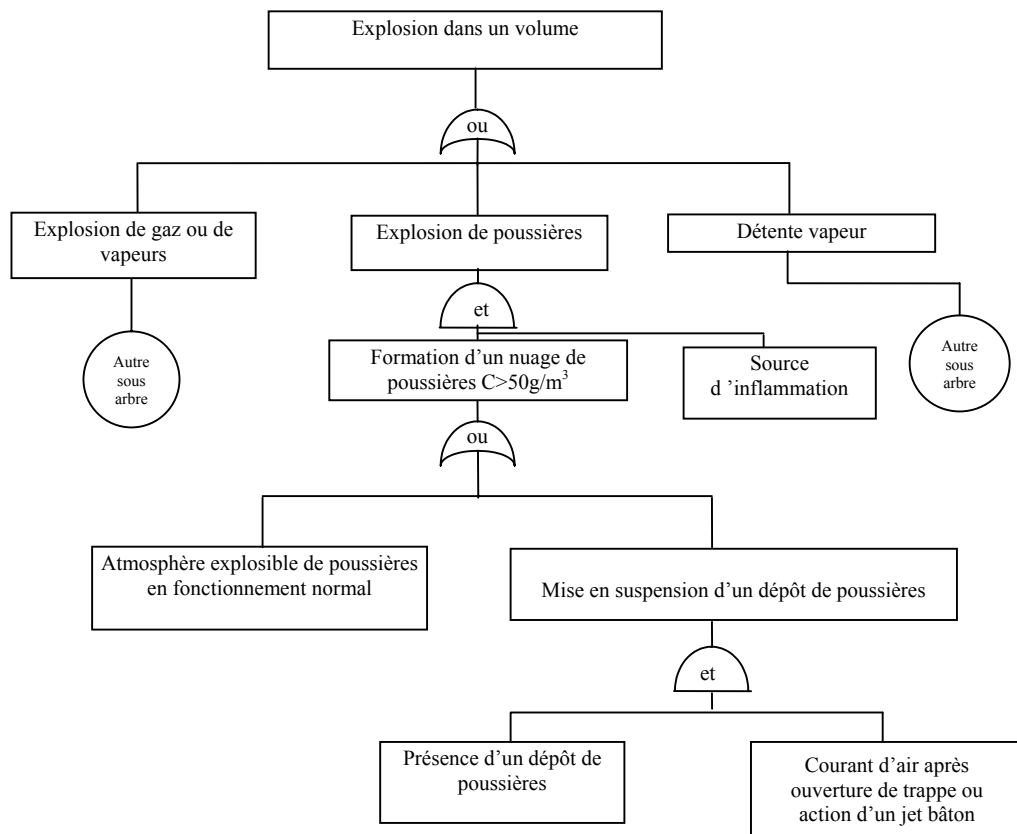 Explosion dans un volume
ou
Explosion de gaz ou de
vapeurs
Explosion de poussières
Détente vapeur
et
Autre
sous
arbre
Formation d’un nuage de
poussières C>50g/m³
Source
d ’inflammation
Autre
sous
arbre
ou
Atmosphère explosible de poussières
en fonctionnement normal
Mise en suspension d’un dépôt de poussières
et
Présence d’un dépôt de
poussières
Courant d’air après
ouverture de trappe ou
action d’un jet bâton